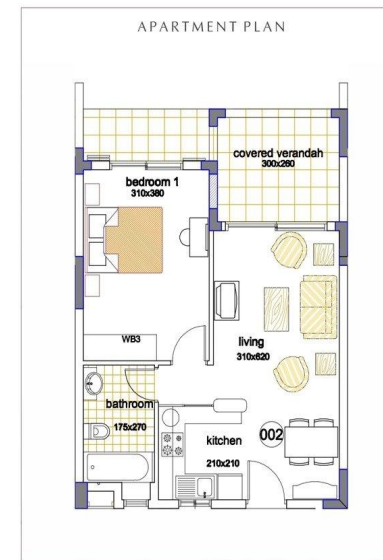 APARTMENT PLAN
covered verandah
300x260
bedroom 1
310x380
WB3
living
310x620
bathroom
175x270
kitchen
210x210
002